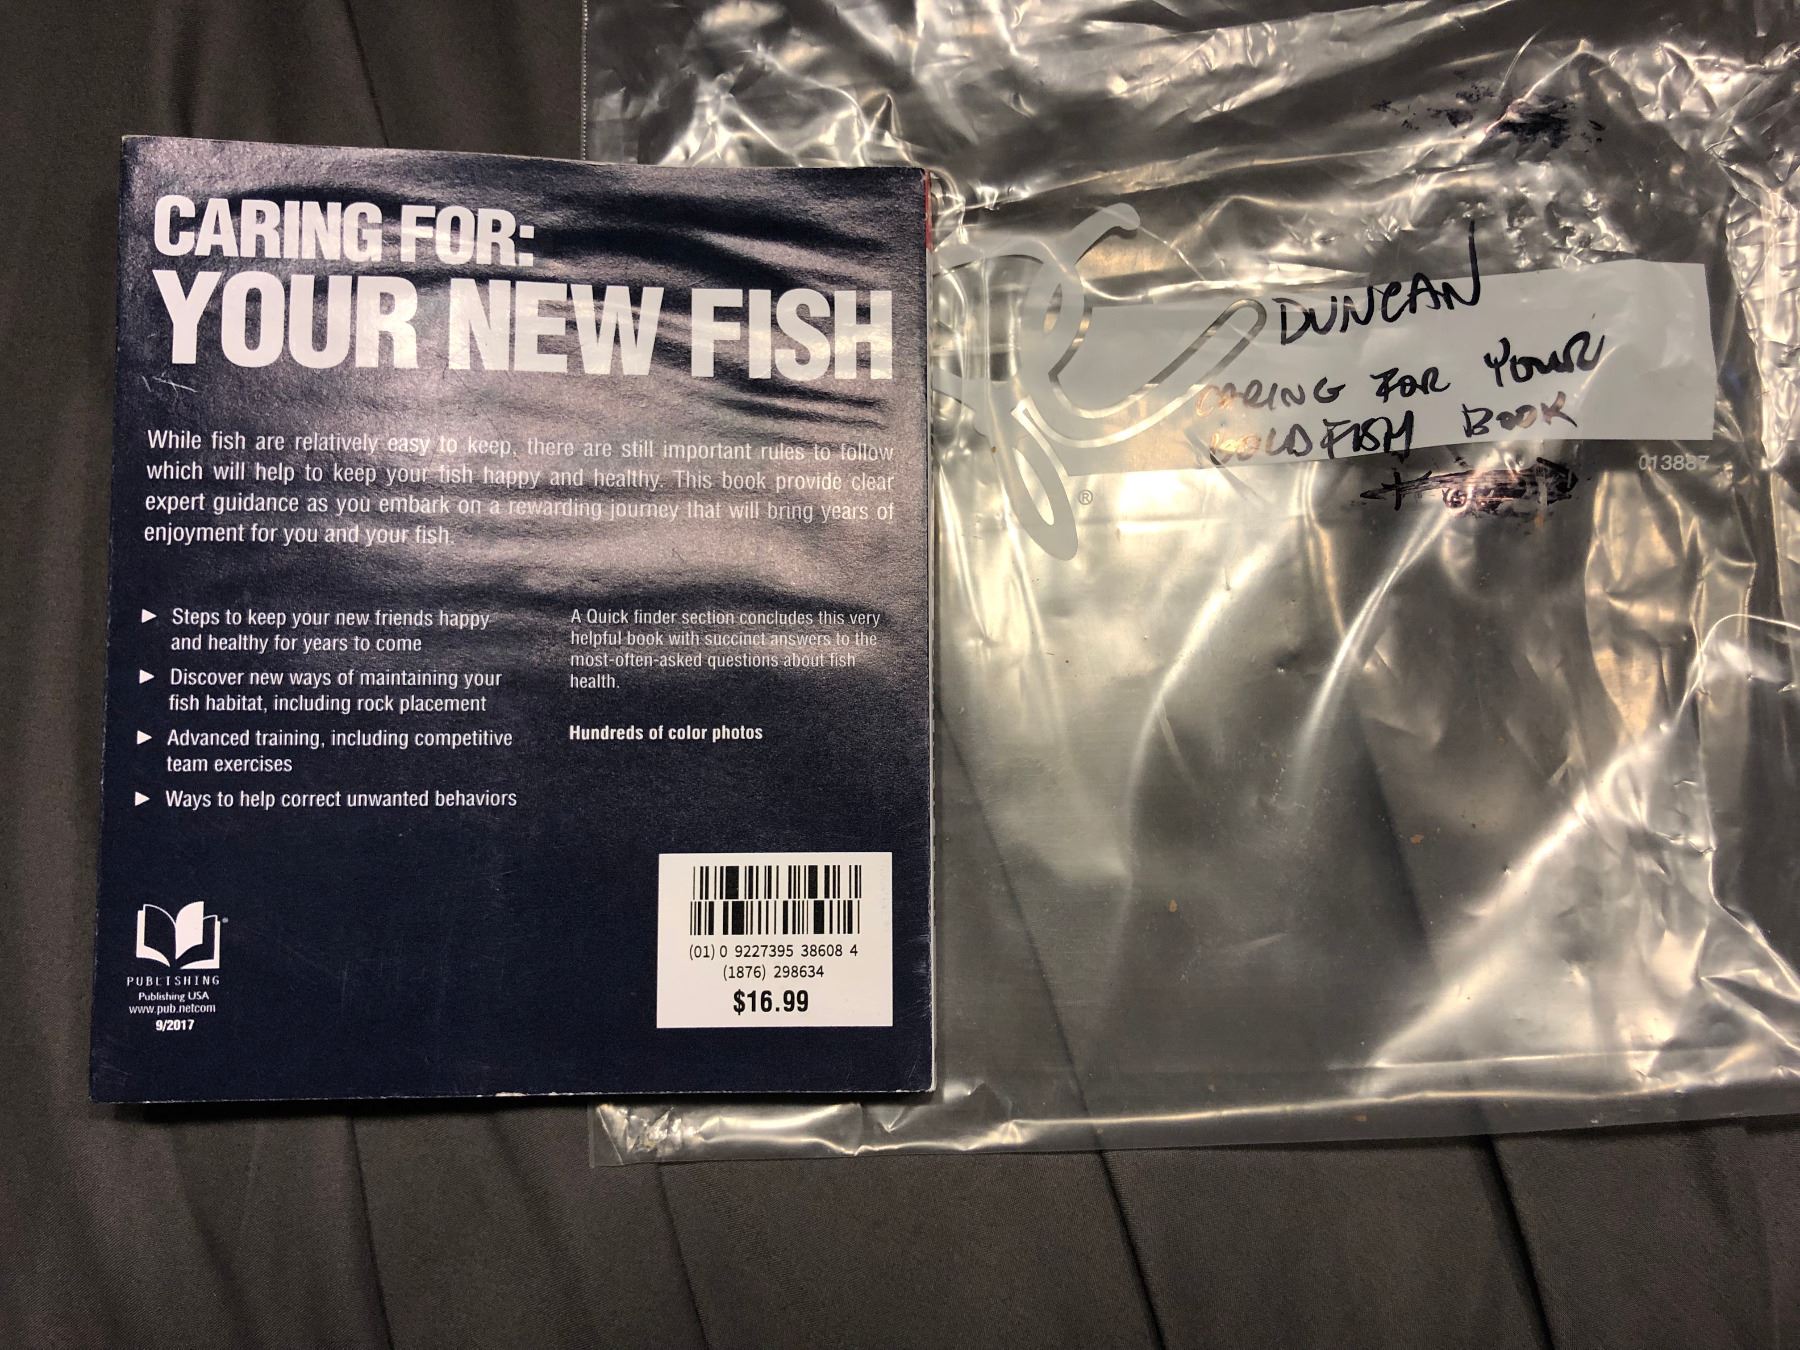 CARING FOR:
YOUR NEW FISH
While fish are relatively easy to keep, there are still important rules to follow
which will help to keep your fish happy and healthy. This book provide clear
expert guidance as you embark on a rewarding journey that will bring years of
enjoyment for you and your fish.
► Steps to keep your new friends happy
and healthy for years to come
► Discover new ways of maintaining your
fish habitat, including rock placement
► Advanced training, including competitive
team exercises
► Ways to help correct unwanted behaviors
A Quick finder section concludes this very
helpful book with succinct answers to the
most-often-asked questions about fish
health.
Hundreds of color photos
PUBLISHING
Publishing USA
www.pub.netcom
9/2017
(01) 0 9227395 38608 4
(1876) 298634
$16.99
DUNCAN
CARING FOR YOUR
GOLDFISH BOOK
013887
®